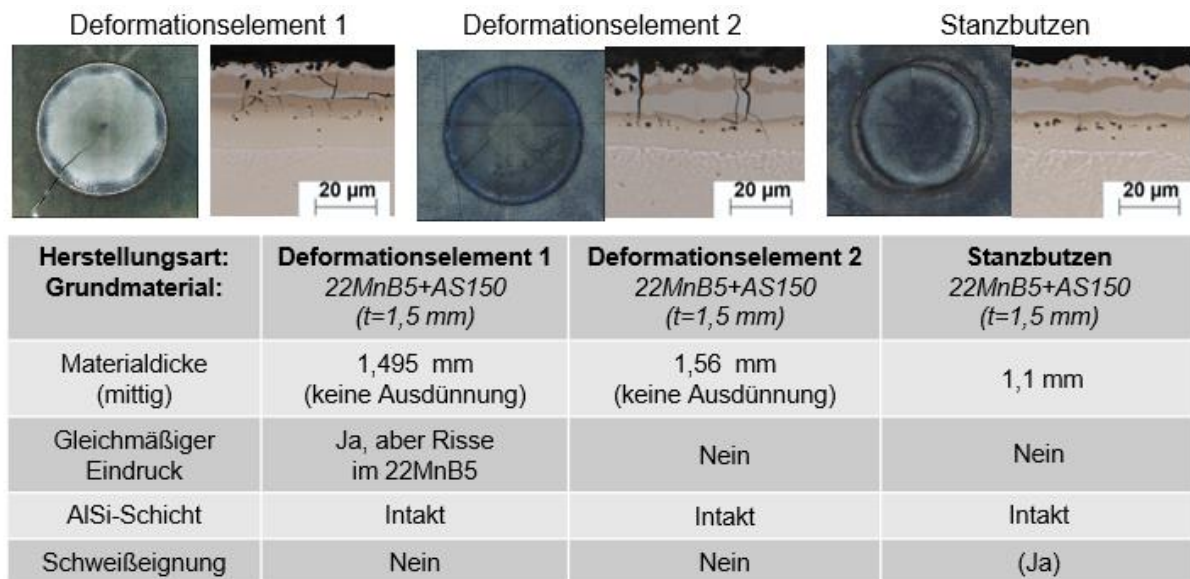 Deformationselement 1
Deformationselement 2
Stanzbutzen
20 µm
20 µm
20 µm
Herstellungsart:
Grundmaterial:
Deformationselement 1
22MnB5+AS150
(t=1,5 mm)
Deformationselement 2
22MnB5+AS150
(t=1,5 mm)
Stanzbutzen
22MnB5+AS150
(t=1,5 mm)
Materialdicke
(mittig)
1,495 mm
(keine Ausdünnung)
1,56 mm
(keine Ausdünnung)
1,1 mm
Gleichmäßiger
Eindruck
Ja, aber Risse
im 22MnB5
Nein
Nein
AlSi-Schicht
Intakt
Intakt
Intakt
Schweißeignung
Nein
Nein
(Ja)